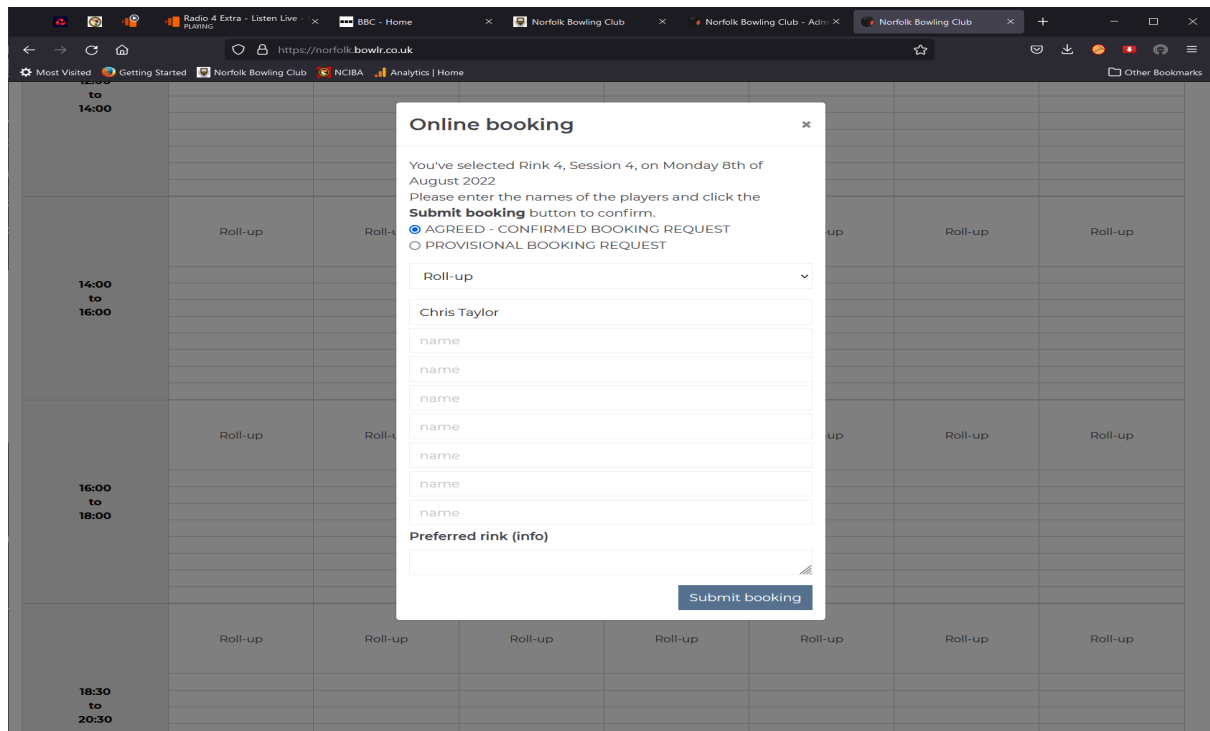 Radio 4 Extra - Listen Live -
PLAYING
BBC - Home
Norfolk Bowling Club
Norfolk Bowling Club - Adm
Norfolk Bowling Club
https://norfolk.bowlr.co.uk
Most Visited
Getting Started
Norfolk Bowling Club
NCIBA
Analytics | Home
Other Bookmarks
12:00
to
14:00
Online booking
You've selected Rink 4, Session 4, on Monday 8th of
August 2022
Please enter the names of the players and click the
Submit booking button to confirm.
AGREED - CONFIRMED BOOKING REQUEST
PROVISIONAL BOOKING REQUEST
Roll-up
Chris Taylor
name
name
name
name
name
name
name
Preferred rink (info)
Submit booking
Roll-up Roll-u -up Roll-up Roll-up
14:00
to
16:00
Roll-up Roll-u -up Roll-up Roll-up
16:00
to
18:00
Roll-up Roll-up Roll-up Roll-up Roll-up Roll-up Roll-up
18:30
to
20:30